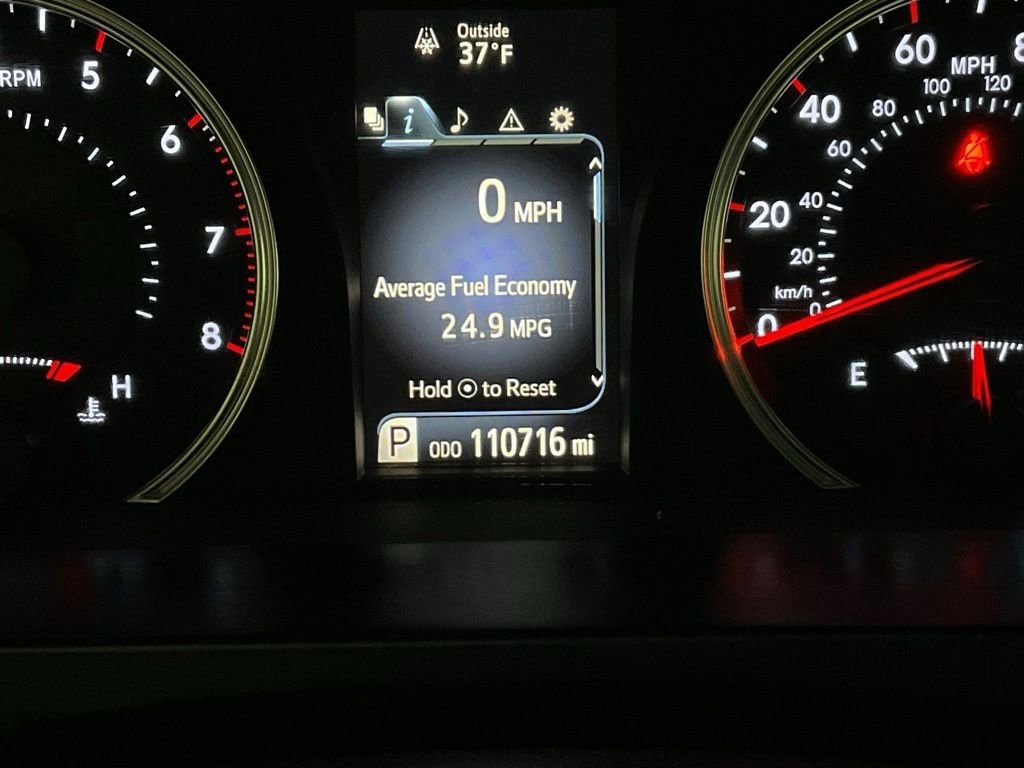 RPM
5
6
7
8
H
Outside
37°F
i
0 MPH
Average Fuel Economy
24.9 MPG
Hold ⊙ to Reset
P ODO 110716 mi
60
MPH
100
120
40
80
60
20
40
20
km/h
0
0
E